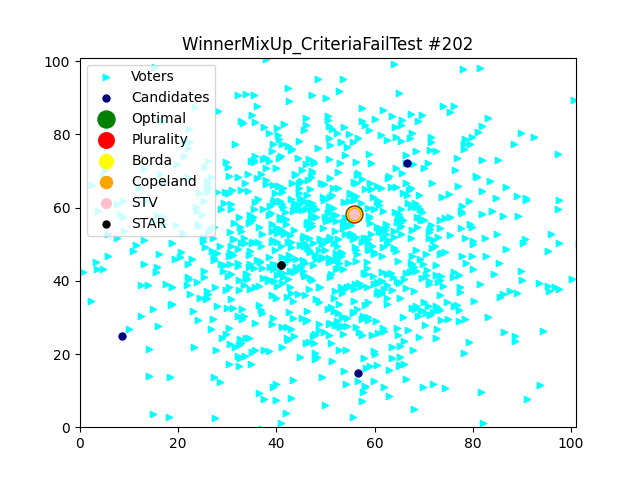 WinnerMixUp_CriteriaFailTest #202
100
80
60
40
20
0
Voters
Candidates
Optimal
Plurality
Borda
Copeland
STV
STAR
0 20 40 60 80 100